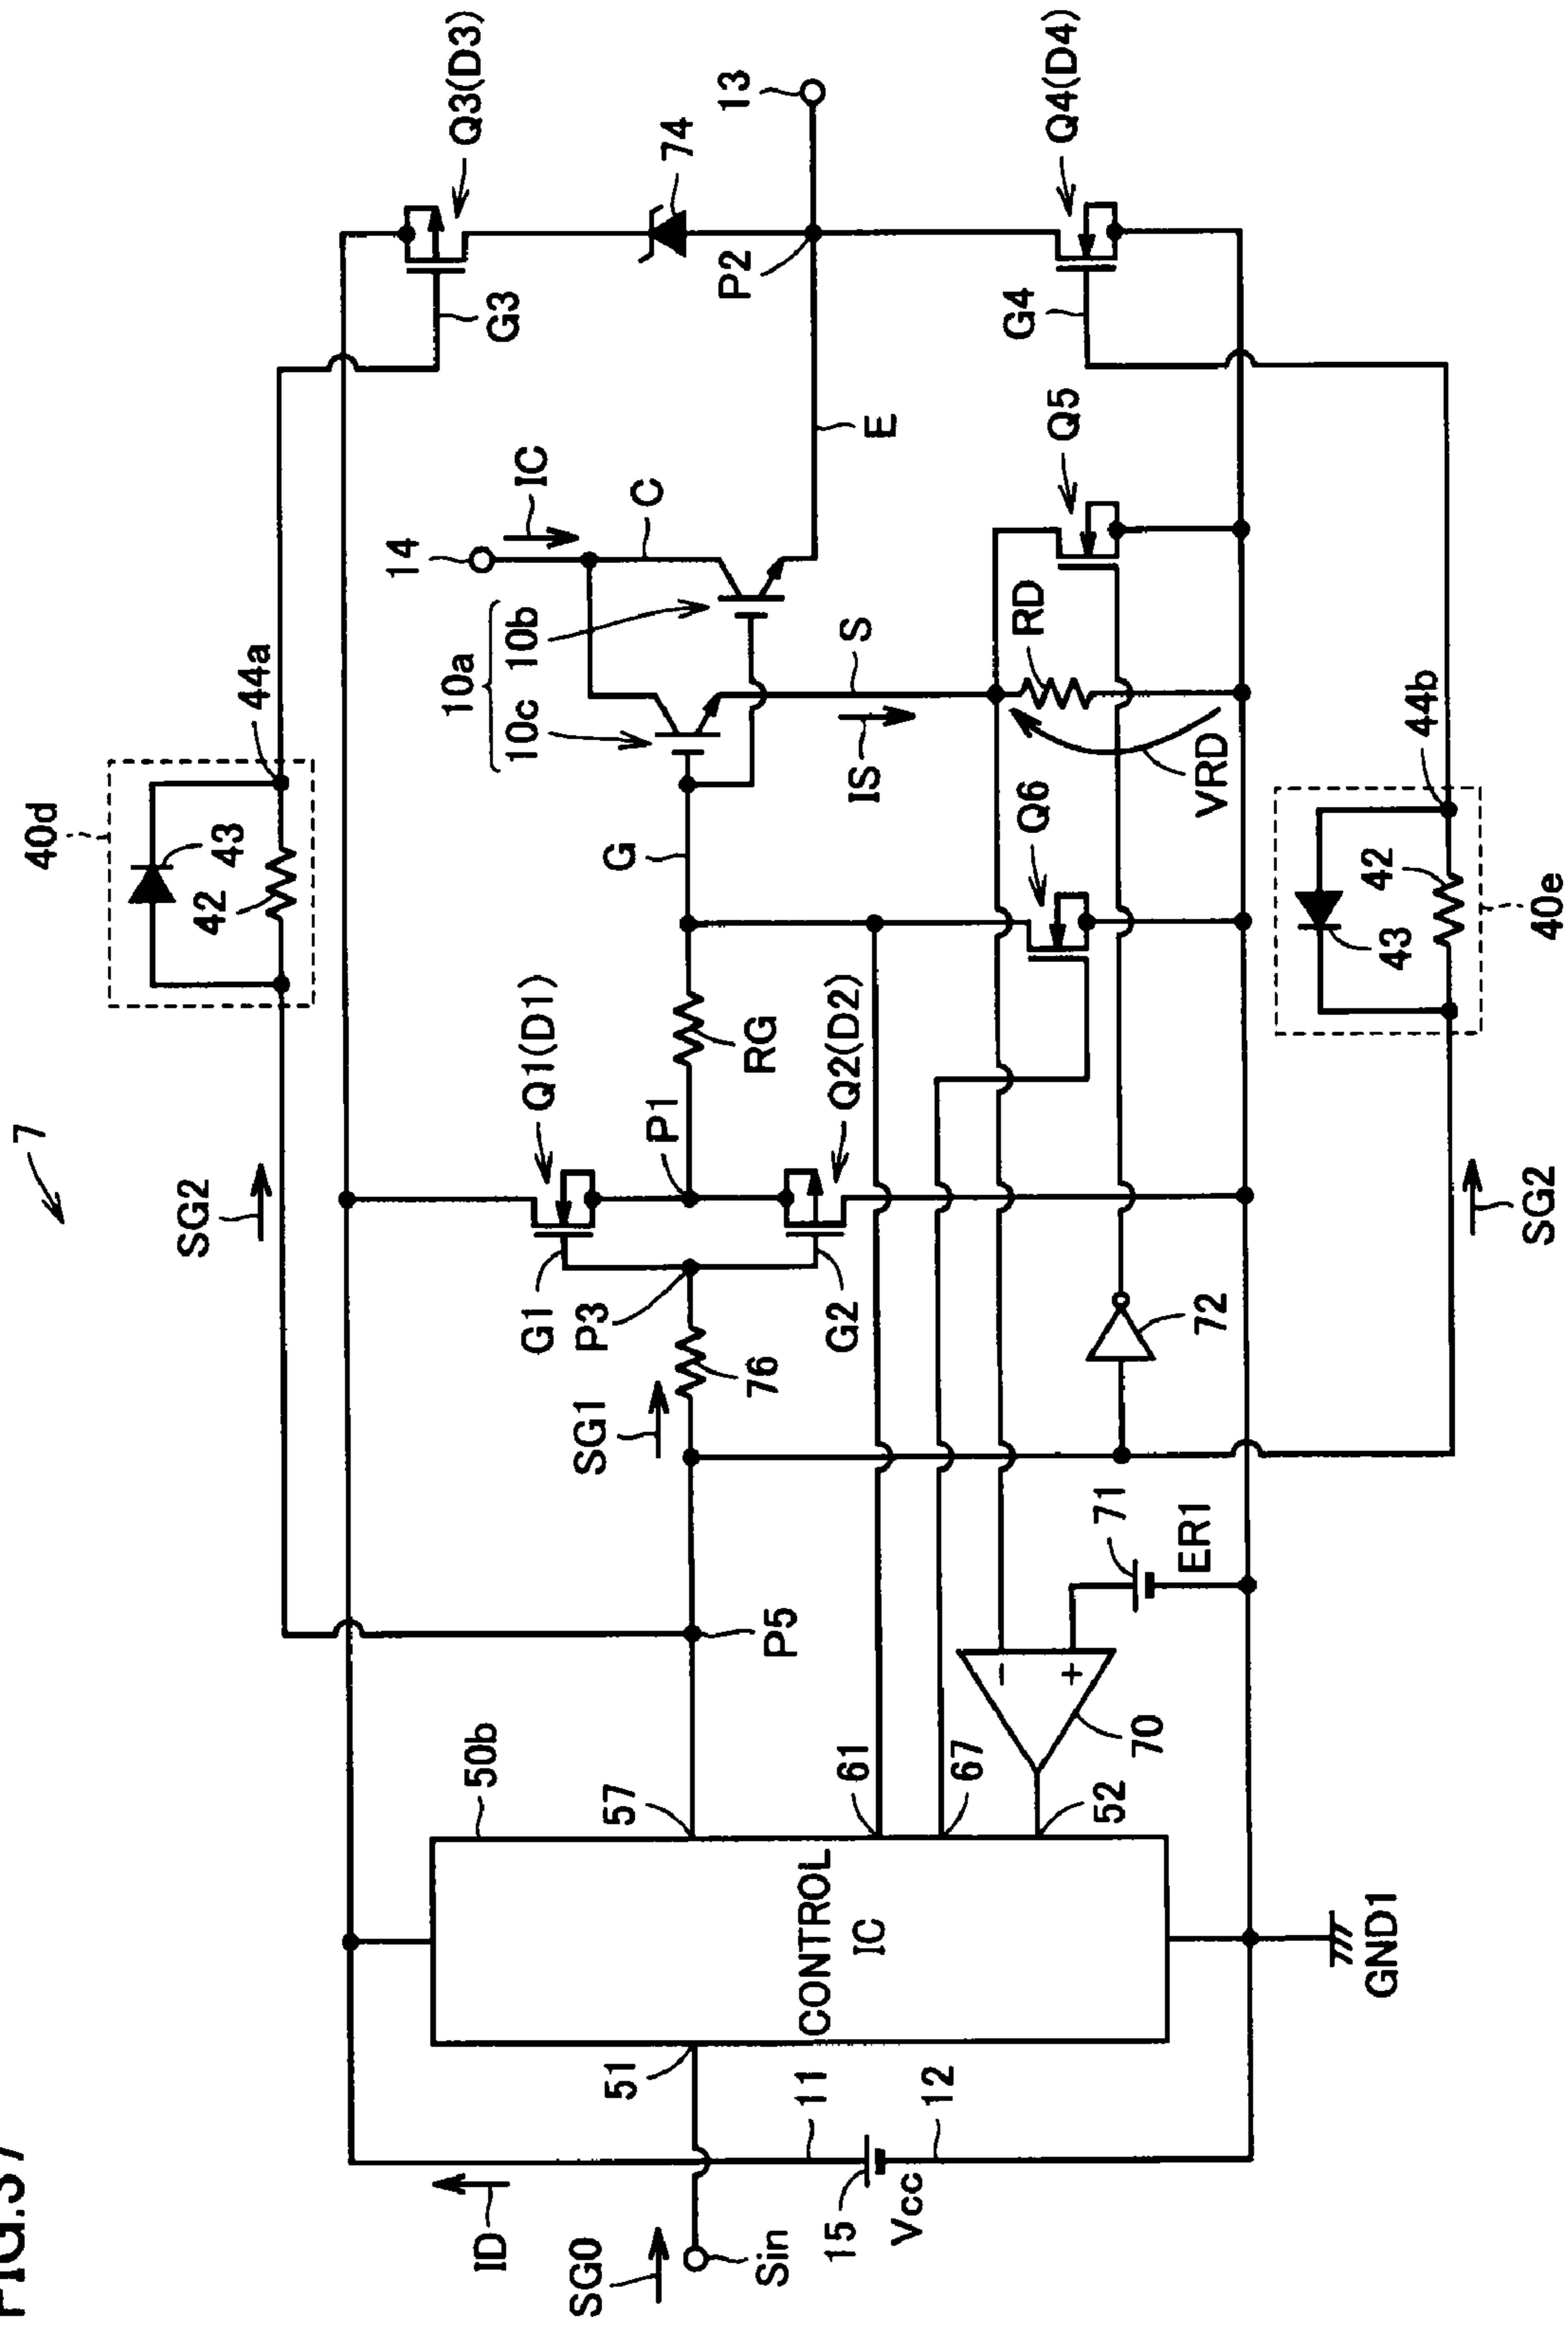 FIG.37
7
40d
43
42
44a
SG2
Q3(D3)
G3
14
IC
C
10a
10c
10b
74
13
P2
E
G
Q1(D1)
G1
P1
P3
RG
SG1
76
G2
Q2(D2)
S
IS
RD
VRD
Q5
Q6
G4
Q4(D4)
50b
P5
57
61
67
52
51
CONTROL
IC
70
-
+
71
ER1
72
ID
11
12
15
Vcc
SG0
Sin
GND1
SG2
44b
42
43
40e